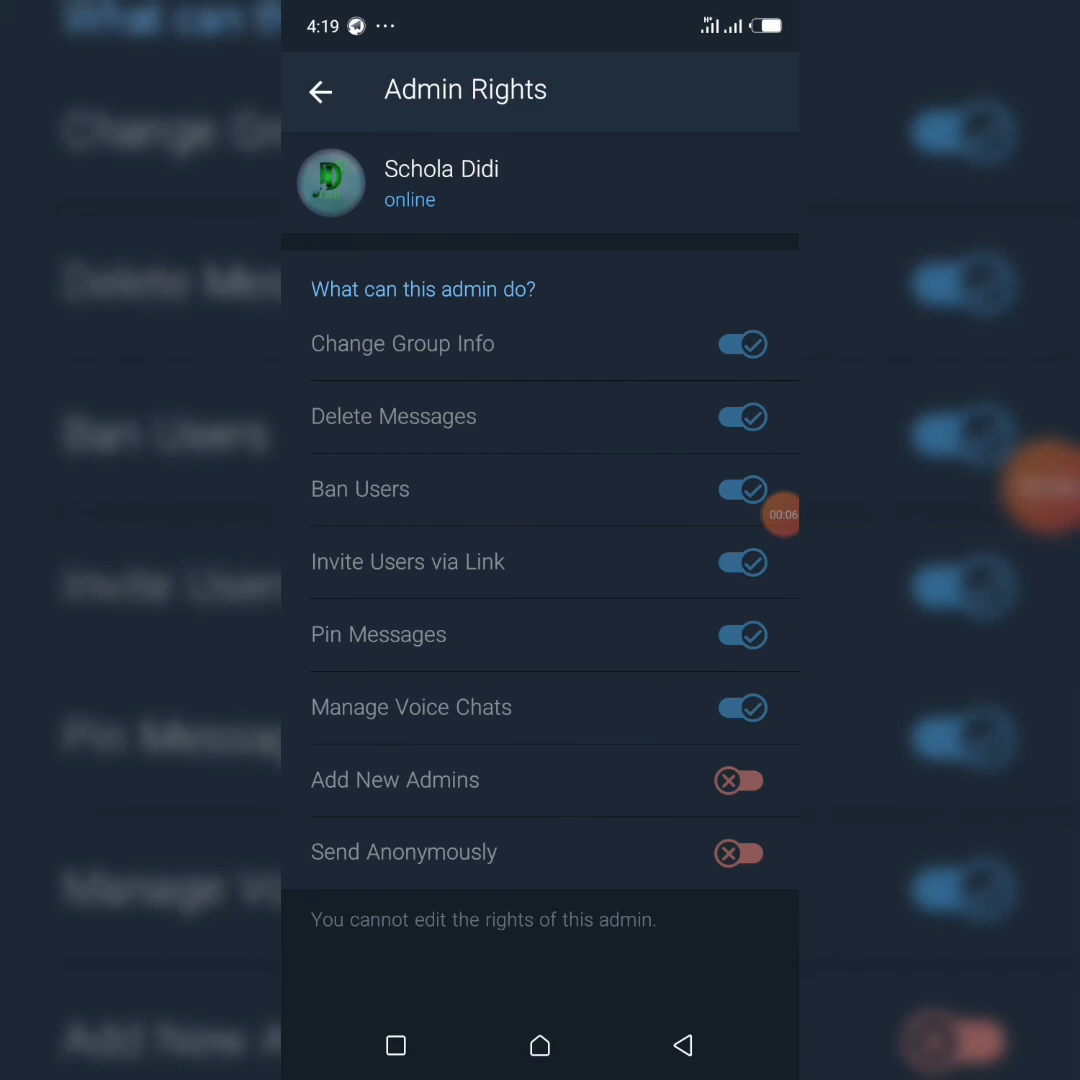 4:19
Admin Rights
Schola Didi
online
What can this admin do?
Change Group Info
Delete Messages
Ban Users
00:06
Invite Users via Link
Pin Messages
Manage Voice Chats
Add New Admins
Send Anonymously
You cannot edit the rights of this admin.